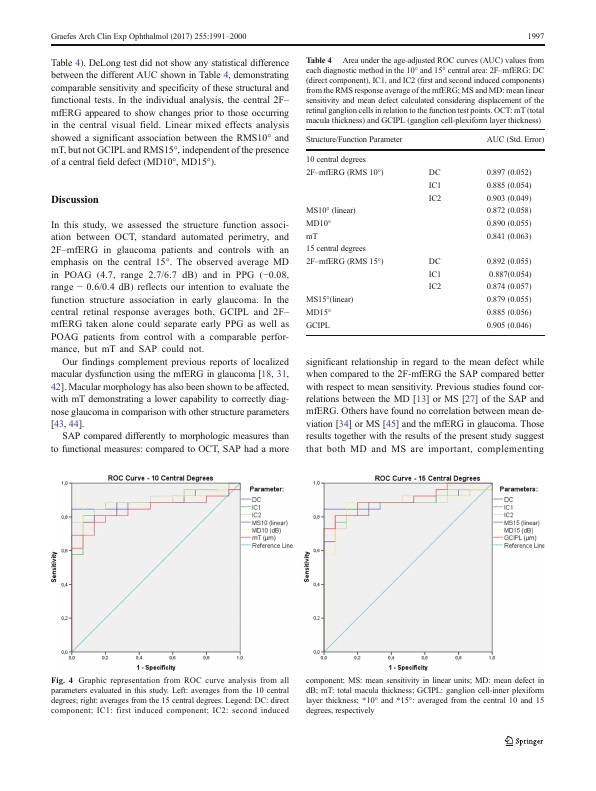 Graefes Arch Clin Exp Ophthalmol (2017) 255:1991–2000
1997
Table 4). DeLong test did not show any statistical difference
between the different AUC shown in Table 4, demonstrating
comparable sensitivity and specificity of these structural and
functional tests. In the individual analysis, the central 2F–
mfERG appeared to show changes prior to those occurring
in the central visual field. Linear mixed effects analysis
showed a significant association between the RMS10° and
mT, but not GCIPL and RMS15°, independent of the presence
of a central field defect (MD10°, MD15°).
Discussion
In this study, we assessed the structure function associ-
ation between OCT, standard automated perimetry, and
2F–mfERG in glaucoma patients and controls with an
emphasis on the central 15°. The observed average MD
in POAG (4.7, range 2.7/6.7 dB) and in PPG (−0.08,
range − 0.6/0.4 dB) reflects our intention to evaluate the
function structure association in early glaucoma. In the
central retinal response averages both, GCIPL and 2F–
mfERG taken alone could separate early PPG as well as
POAG patients from control with a comparable perfor-
mance, but mT and SAP could not.
Our findings complement previous reports of localized
macular dysfunction using the mfERG in glaucoma [18, 31,
42]. Macular morphology has also been shown to be affected,
with mT demonstrating a lower capability to correctly diag-
nose glaucoma in comparison with other structure parameters
[43, 44].
SAP compared differently to morphologic measures than
to functional measures: compared to OCT, SAP had a more
Table 4 Area under the age-adjusted ROC curves (AUC) values from
each diagnostic method in the 10° and 15° central area: 2F–mfERG: DC
(direct component), IC1, and IC2 (first and second induced components)
from the RMS response average of the mfERG; MS and MD: mean linear
sensitivity and mean defect calculated considering displacement of the
retinal ganglion cells in relation to the function test points. OCT: mT (total
macula thickness) and GCIPL (ganglion cell-plexiform layer thickness)
Structure/Function Parameter AUC (Std. Error)
10 central degrees
2F–mfERG (RMS 10°) DC 0.897 (0.052)
IC1 0.885 (0.054)
IC2 0.903 (0.049)
MS10° (linear) 0.872 (0.058)
MD10° 0.890 (0.055)
mT 0.841 (0.063)
15 central degrees
2F–mfERG (RMS 15°) DC 0.892 (0.055)
IC1 0.887(0.054)
IC2 0.874 (0.057)
MS15°(linear) 0.879 (0.055)
MD15° 0.885 (0.056)
GCIPL 0.905 (0.046)
significant relationship in regard to the mean defect while
when compared to the 2F-mfERG the SAP compared better
with respect to mean sensitivity. Previous studies found cor-
relations between the MD [13] or MS [27] of the SAP and
mfERG. Others have found no correlation between mean de-
viation [34] or MS [45] and the mfERG in glaucoma. Those
results together with the results of the present study suggest
that both MD and MS are important, complementing
ROC Curve - 10 Central Degrees
Sensitivity
1,0
0,8
0,6
0,4
0,2
0,0
0,0 0,2 0,4 0,6 0,8 1,0
1 - Specificity
Parameter:
DC
IC1
IC2
MS10 (linear)
MD10 (dB)
mT (µm)
Reference Line
ROC Curve - 15 Central Degrees
Sensitivity
1,0
0,8
0,6
0,4
0,2
0,0
0,0 0,2 0,4 0,6 0,8 1,0
1 - Specificity
Parameter:
DC
IC1
IC2
MS15 (linear)
MD15 (dB)
GCIPL (µm)
Reference Line
Fig. 4 Graphic representation from ROC curve analysis from all
parameters evaluated in this study. Left: averages from the 10 central
degrees; right: averages from the 15 central degrees. Legend: DC: direct
component; IC1: first induced component; IC2: second induced
component; MS: mean sensitivity in linear units; MD: mean defect in
dB; mT: total macula thickness; GCIPL: ganglion cell-inner plexiform
layer thickness; *10° and *15°: averaged from the central 10 and 15
degrees, respectively
Springer